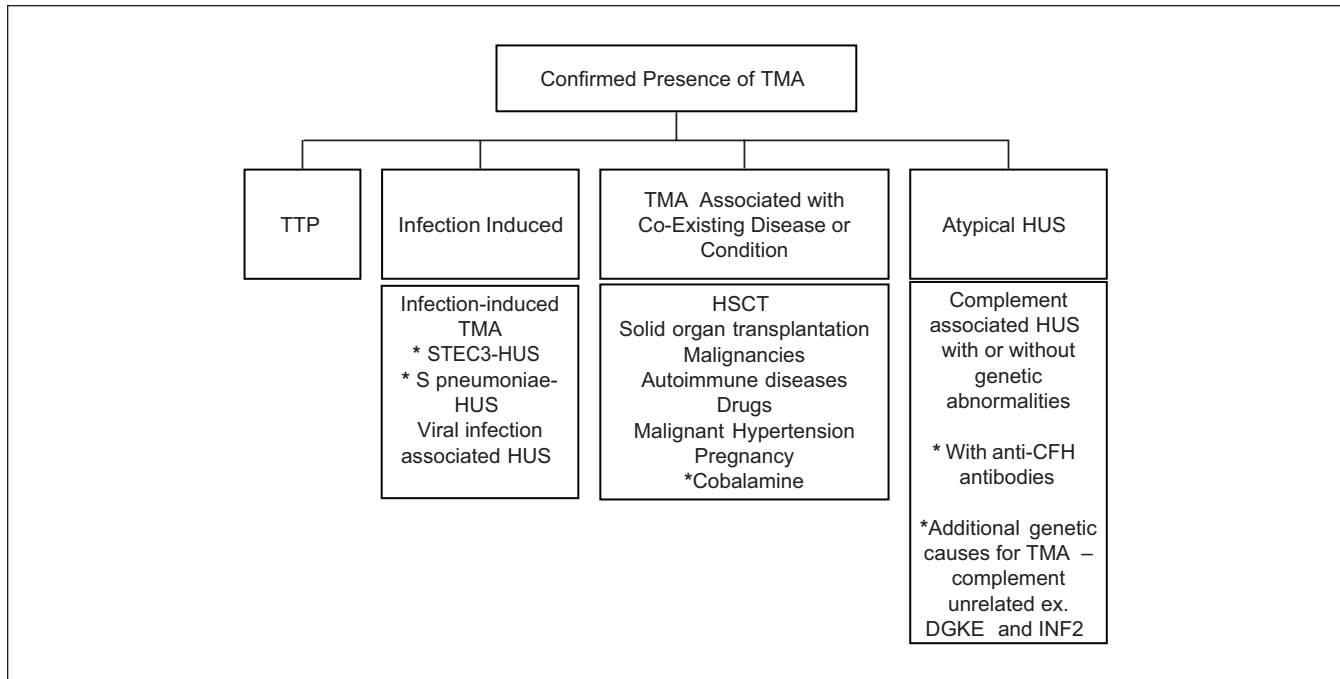 Confirmed Presence of TMA
TTP
Infection Induced
TMA Associated with
Co-Existing Disease or
Condition
Atypical HUS
Infection-induced
TMA
* STEC3-HUS
* S pneumoniae-
HUS
Viral infection
associated HUS
HSCT
Solid organ transplantation
Malignancies
Autoimmune diseases
Drugs
Malignant Hypertension
Pregnancy
*Cobalamine
Complement
associated HUS
with or without
genetic
abnormalities
* With anti-CFH
antibodies
*Additional genetic
causes for TMA –
complement
unrelated ex.
DGKE and INF2